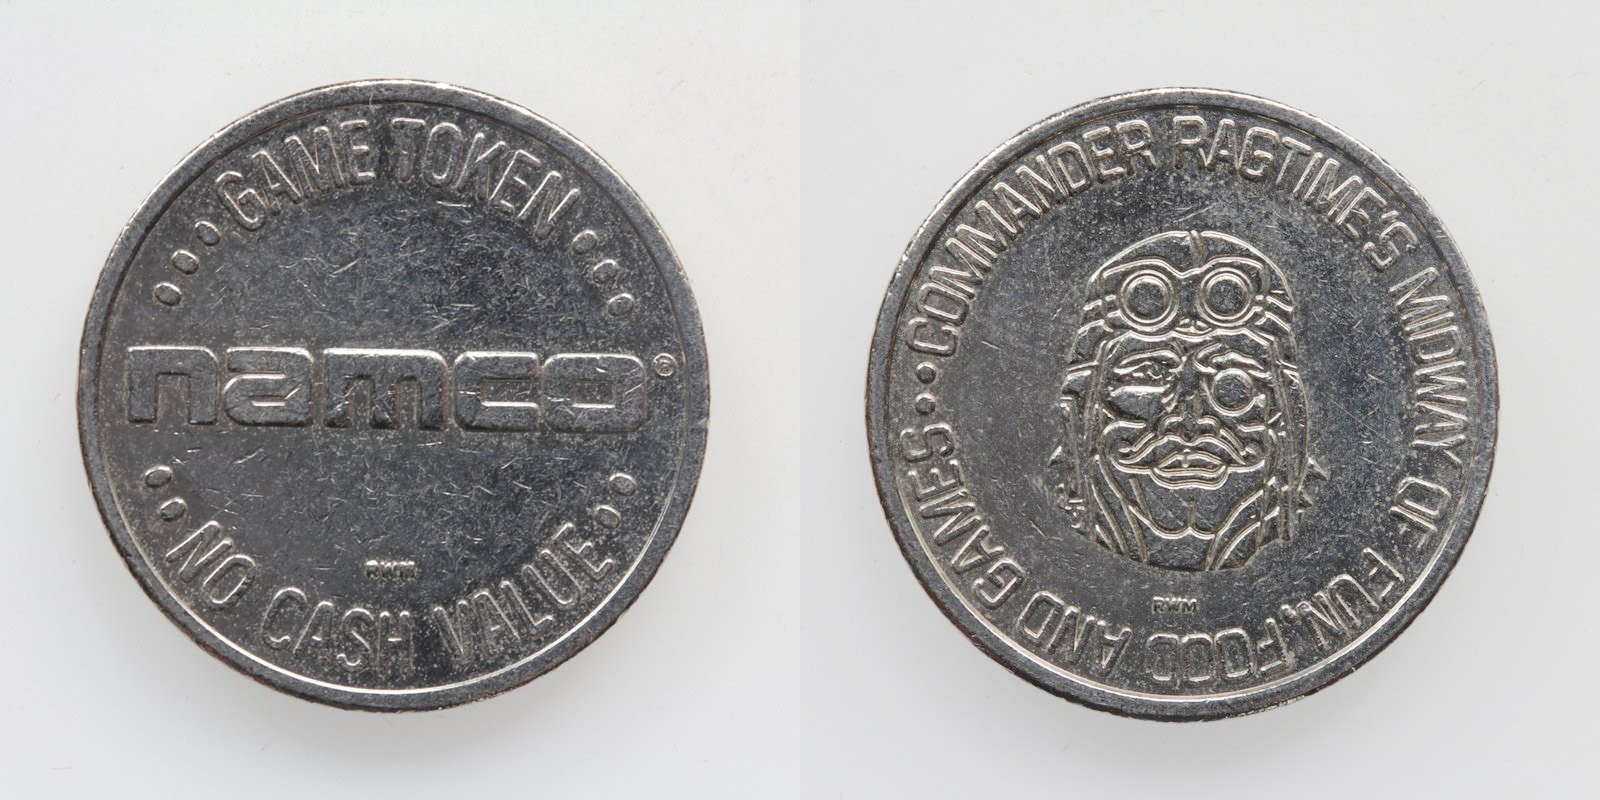 GAME TOKEN
namco®
RWM
NO CASH VALUE
COMMANDER RAGTIME'S MIDWAY OF FUN, FOOD AND GAMES
RWM